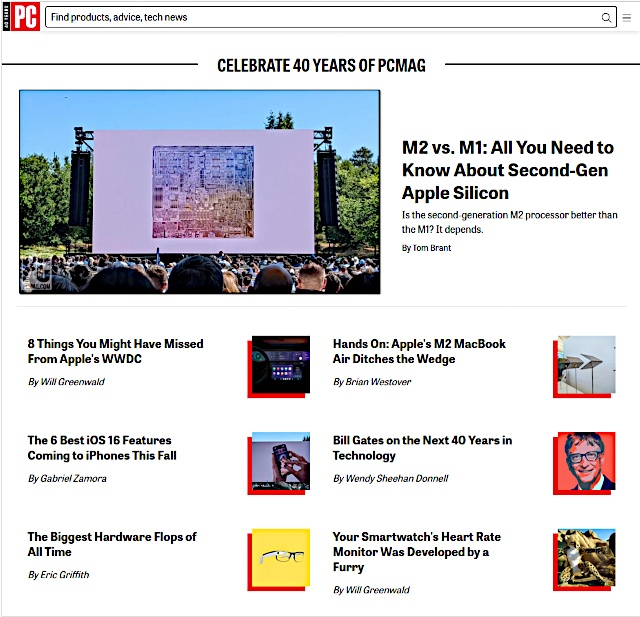 PC
Find products, advice, tech news
CELEBRATE 40 YEARS OF PCMAG
M2 vs. M1: All You Need to
Know About Second-Gen
Apple Silicon
Is the second-generation M2 processor better than
the M1? It depends.
By Tom Brant
8 Things You Might Have Missed
From Apple's WWDC
By Will Greenwald
Hands On: Apple's M2 MacBook
Air Ditches the Wedge
By Brian Westover
The 6 Best iOS 16 Features
Coming to iPhones This Fall
By Gabriel Zamora
Bill Gates on the Next 40 Years in
Technology
By Wendy Sheehan Donnell
The Biggest Hardware Flops of
All Time
By Eric Griffith
Your Smartwatch's Heart Rate
Monitor Was Developed by a
Furry
By Will Greenwald